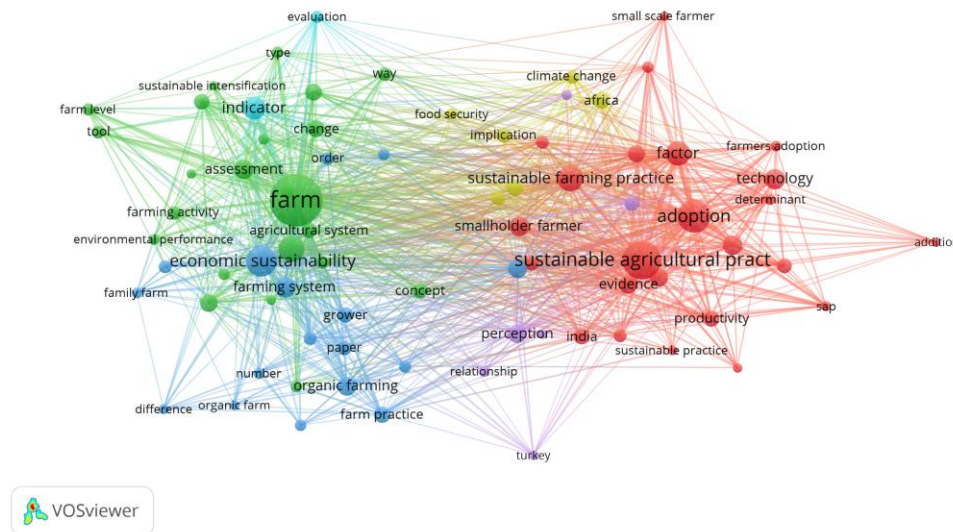 evaluation
small scale farmer
type
way
climate change
sustainable intensification
farm level
indicator
africa
food security
tool
change
implication
farmers adoption
order
factor
assessment
sustainable farming practice
technology
farm
determinant
farming activity
adoption
agricultural system
smallholder farmer
environmental performance
addition
economic sustainability
sustainable agricultural pract
family farm
farming system
concept
evidence
sap
grower
productivity
perception
india
paper
sustainable practice
number
relationship
organic farming
difference
organic farm
farm practice
turkey
VOSviewer